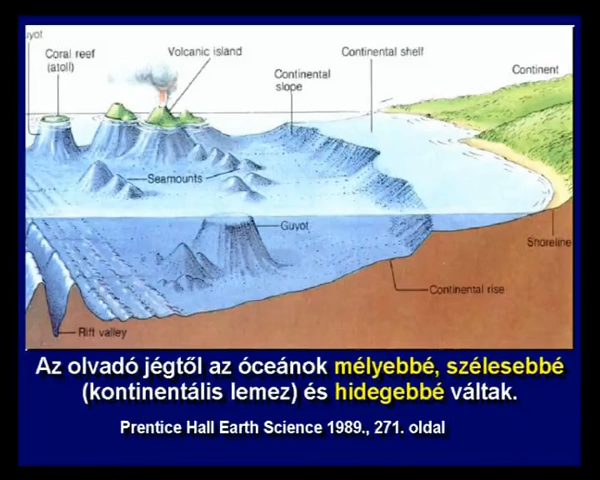 uyot
Coral reef
(atoll)
Volcanic island
Continental shelf
Continental
slope
Continent
Seamounts
Guyot
Shoreline
Continental rise
Rift valley
Az olvadó jégtől az óceánok mélyebbé, szélesebbé
(kontinentális lemez) és hidegebbé váltak.
Prentice Hall Earth Science 1989., 271. oldal